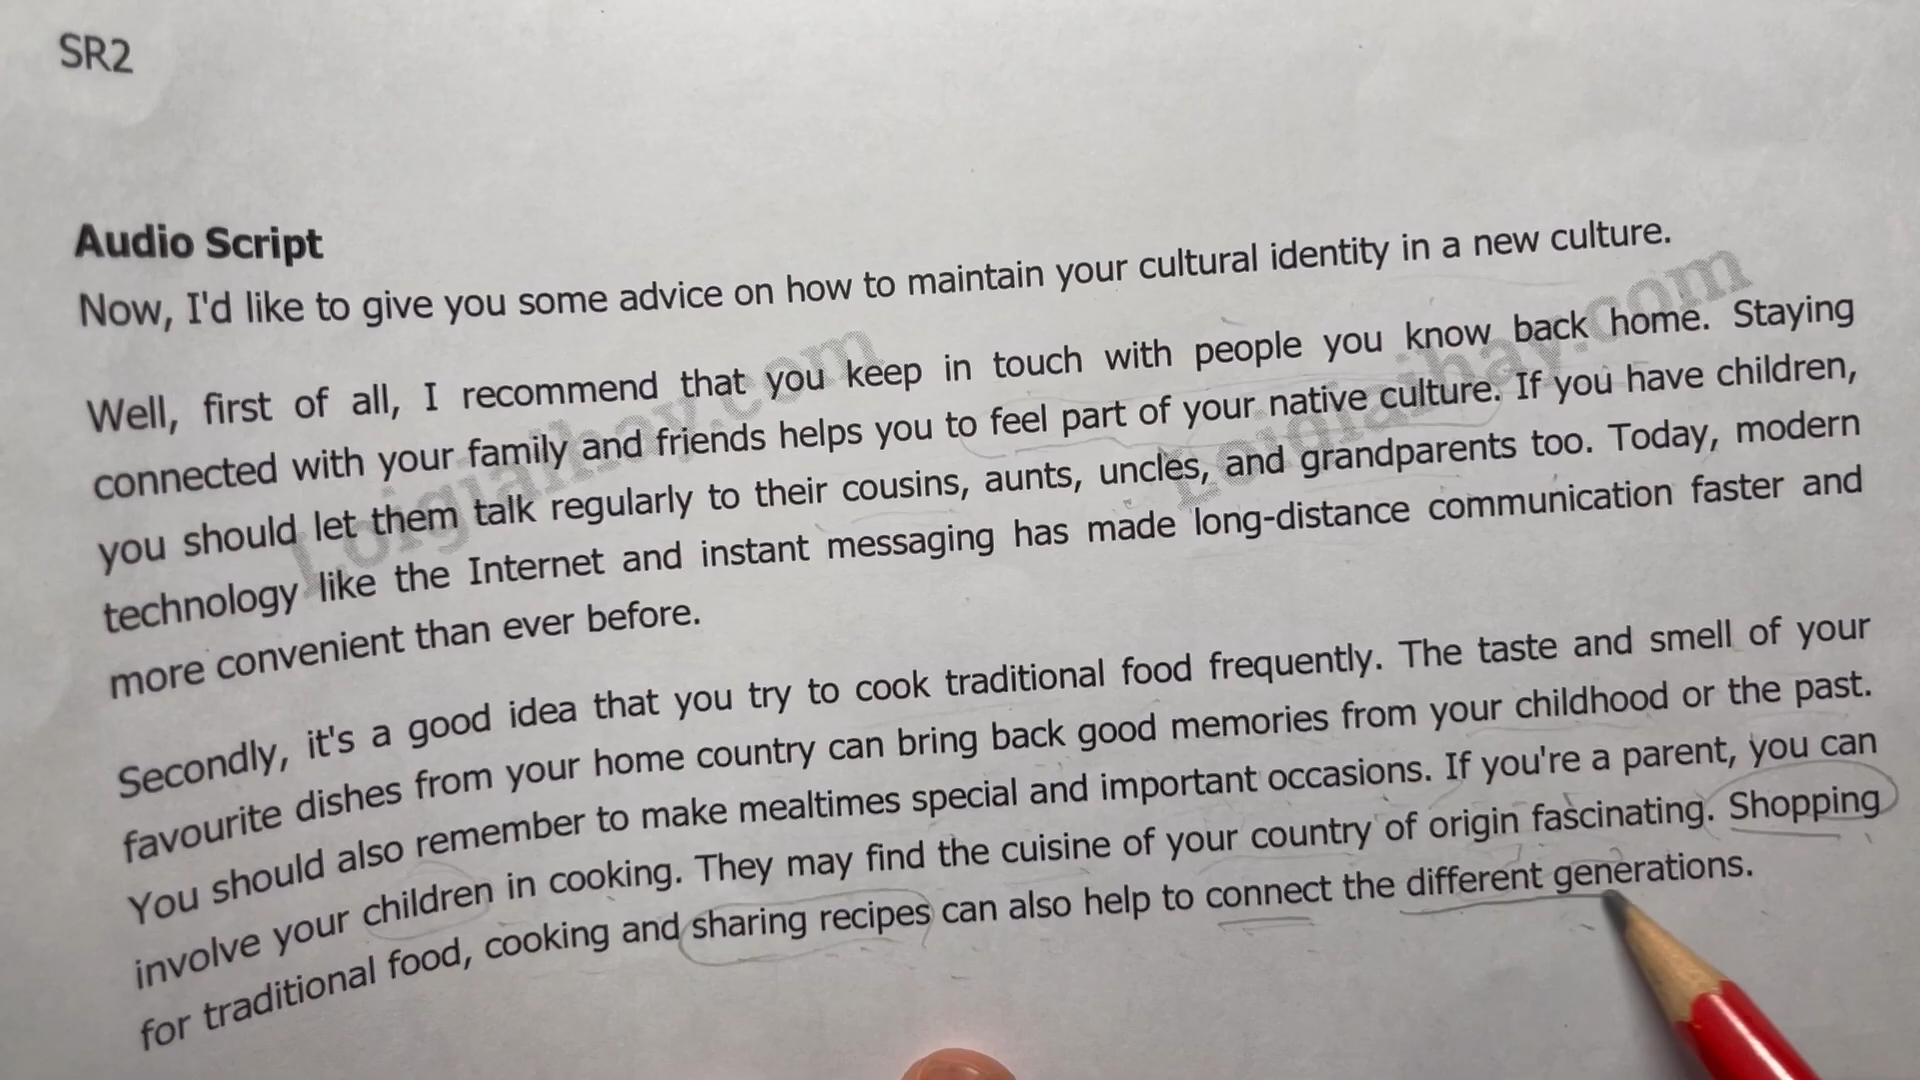 SR2
Audio Script
Now, I'd like to give you some advice on how to maintain your cultural identity in a new culture.
Well, first of all, I recommend that you keep in touch with people you know back home. Staying
connected with your family and friends helps you to feel part of your native culture. If you have children,
you should let them talk regularly to their cousins, aunts, uncles, and grandparents too. Today, modern
technology like the Internet and instant messaging has made long-distance communication faster and
more convenient than ever before.
Secondly, it's a good idea that you try to cook traditional food frequently. The taste and smell of your
favourite dishes from your home country can bring back good memories from your childhood or the past.
You should also remember to make mealtimes special and important occasions. If you're a parent, you can
involve your children in cooking. They may find the cuisine of your country of origin fascinating. Shopping
for traditional food, cooking and sharing recipes can also help to connect the different generations.
Loigiaihay.com
Loigiaihay.com